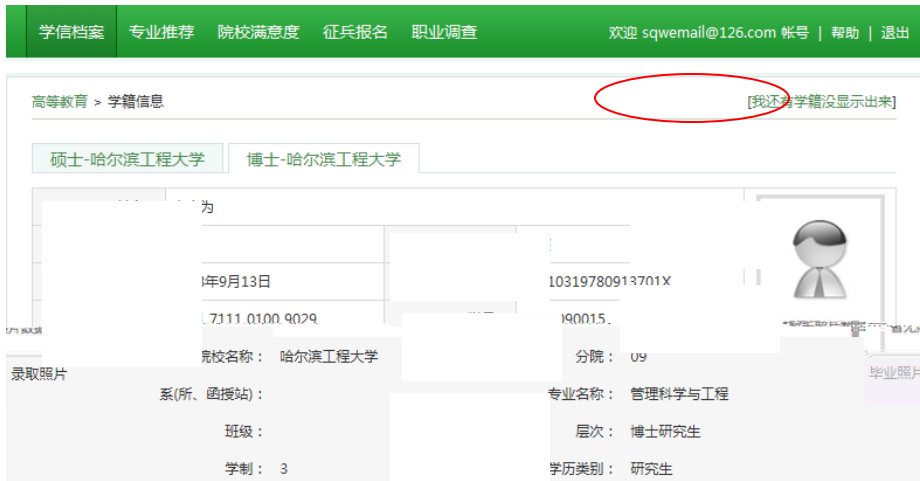 学信档案 专业推荐 院校满意度 征兵报名 职业调查 欢迎 sqwemail@126.com 帐号 | 帮助 | 退出
高等教育 > 学籍信息 [我还有学籍没显示出来]
硕士-哈尔滨工程大学 博士-哈尔滨工程大学
为
年9月13日 10319780913701X
.7111.0100.9029 090015
院校名称： 哈尔滨工程大学 分院： 09
录取照片 毕业照片
系(所、函授站)： 专业名称： 管理科学与工程
班级： 层次： 博士研究生
学制： 3 学历类别： 研究生